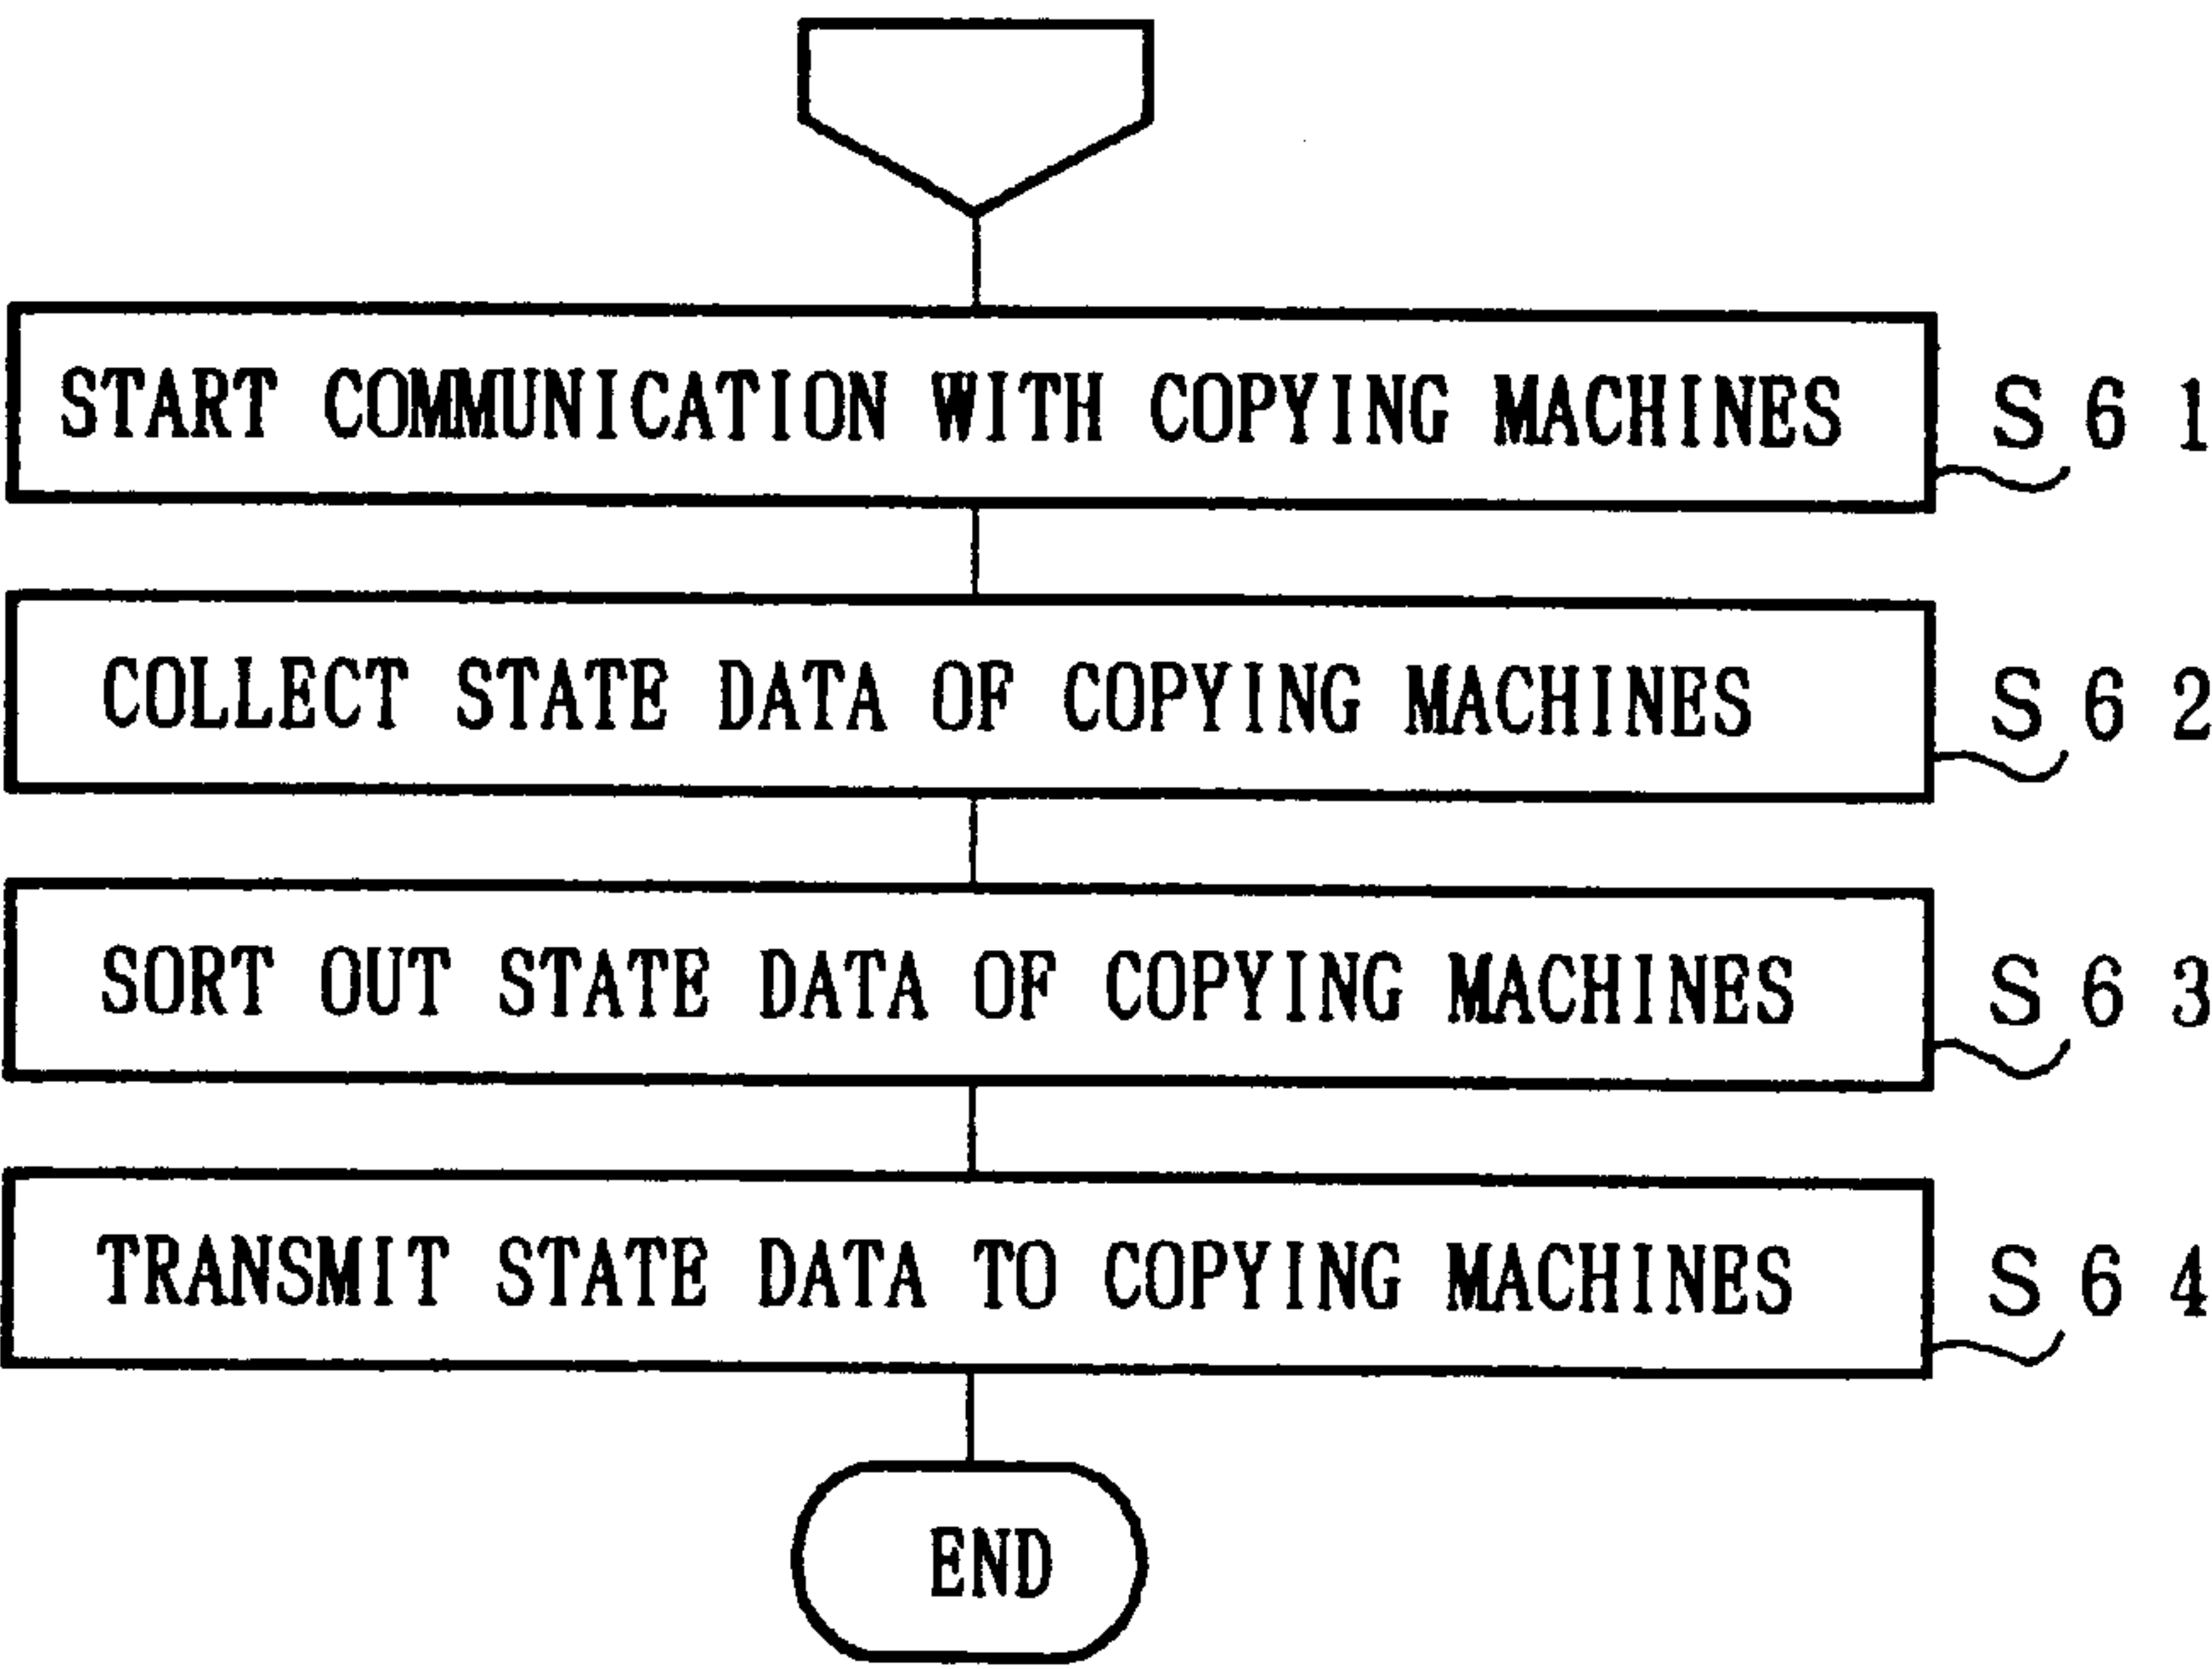 START COMMUNICATION WITH COPYING MACHINES S61
COLLECT STATE DATA OF COPYING MACHINES S62
SORT OUT STATE DATA OF COPYING MACHINES S63
TRANSMIT STATE DATA TO COPYING MACHINES S64
END